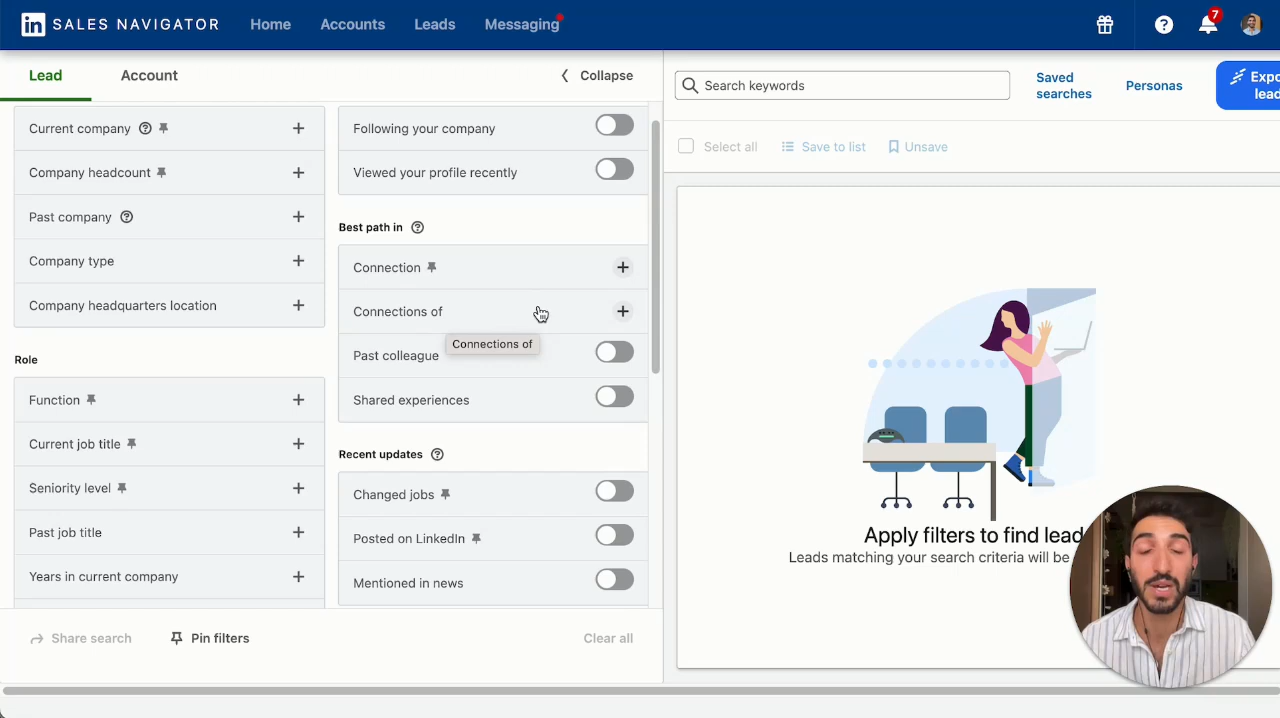 in SALES NAVIGATOR
Home
Accounts
Leads
Messaging
7
Lead
Account
Collapse
Search keywords
Saved searches
Personas
Expo
lead
Select all
Save to list
Unsave
Current company
Company headcount
Past company
Company type
Company headquarters location
Role
Function
Current job title
Seniority level
Past job title
Years in current company
Following your company
Viewed your profile recently
Best path in
Connection
Connections of
Connections of
Past colleague
Shared experiences
Recent updates
Changed jobs
Posted on LinkedIn
Mentioned in news
Share search
Pin filters
Clear all
Apply filters to find lead
Leads matching your search criteria will be